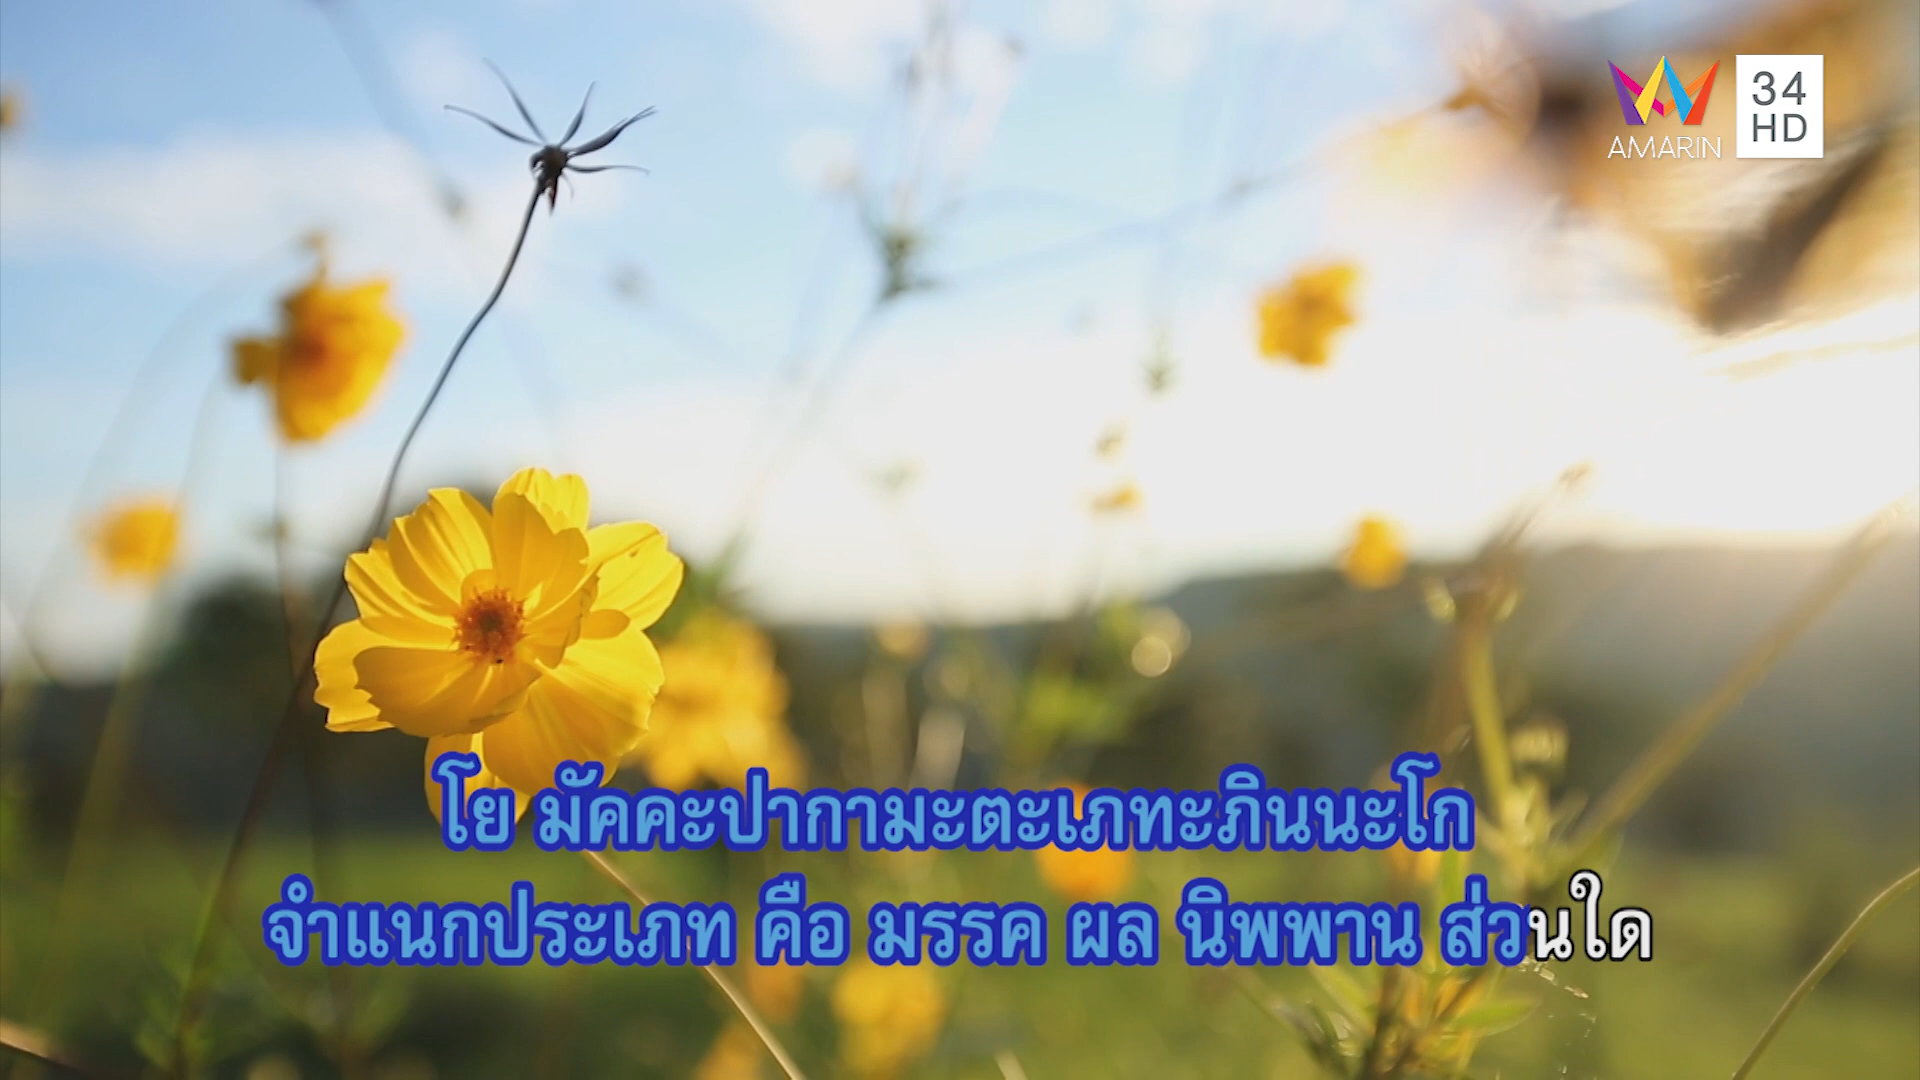 AMARIN
34
HD
โย มัคคะปากามะตะเภทะภินนะโก
จำแนกประเภท คือ มรรค ผล นิพพาน ส่วนใด